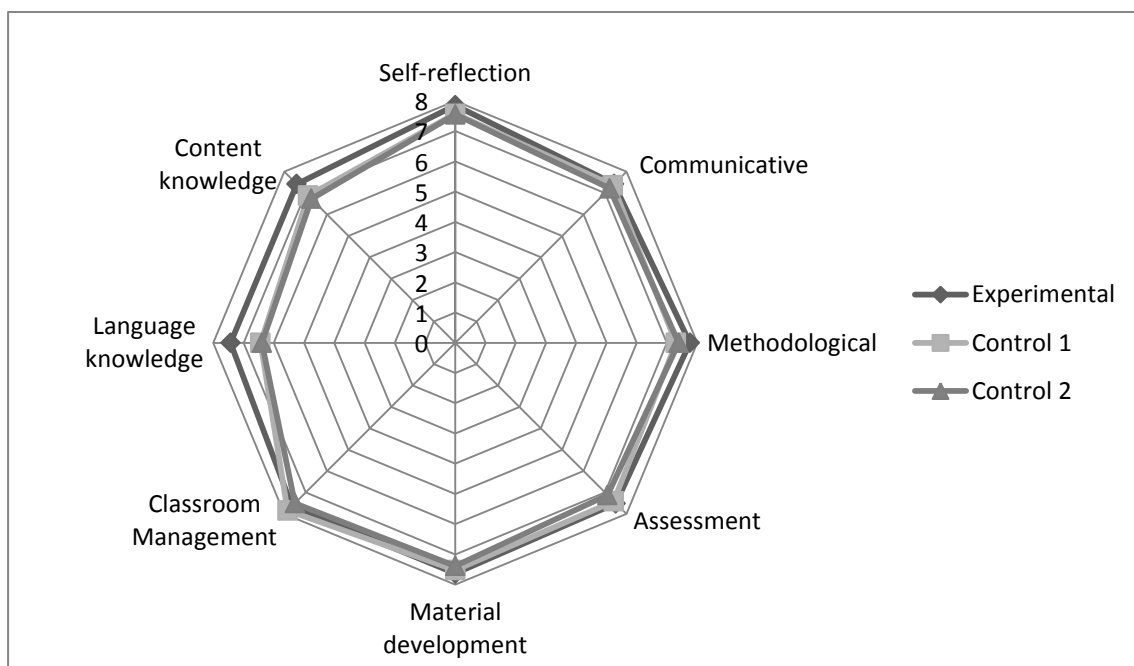 Self-reflection
8
7
6
5
4
3
2
1
0
Communicative
Methodological
Assessment
Material
development
Classroom
Management
Language
knowledge
Content
knowledge
Experimental
Control 1
Control 2